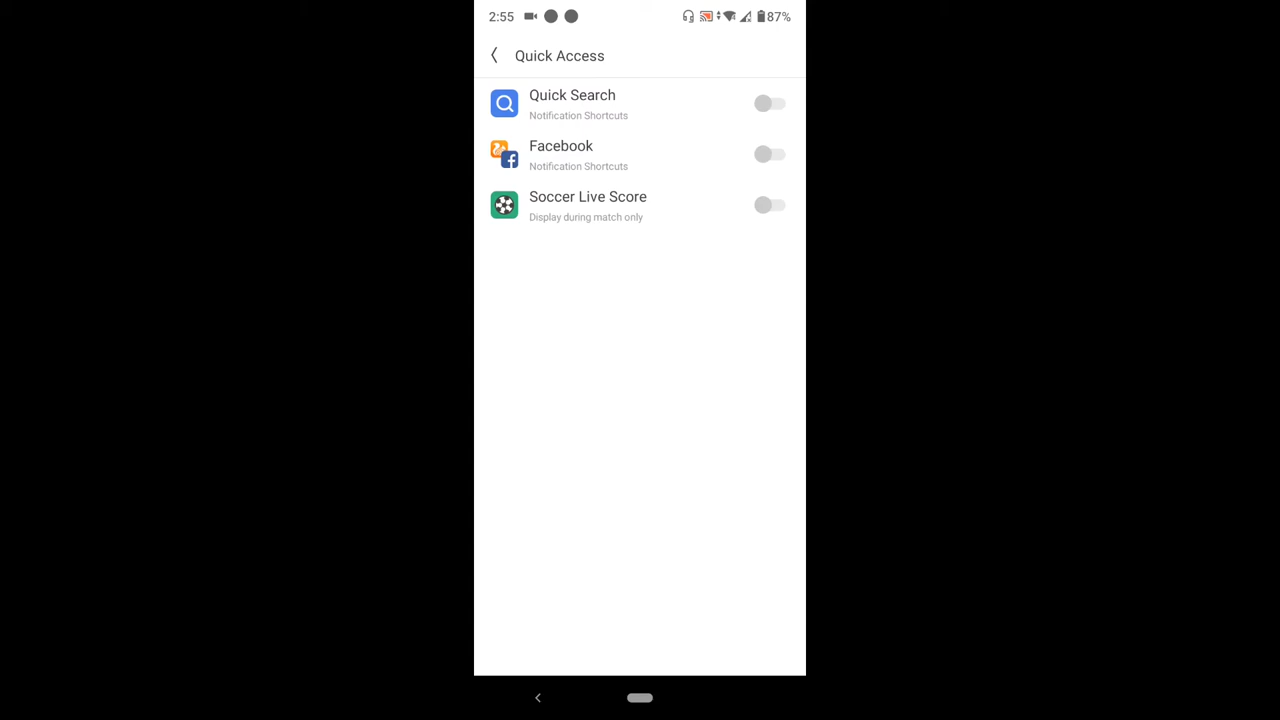 2:55 87%
Quick Access
Quick Search
Notification Shortcuts
Facebook
Notification Shortcuts
Soccer Live Score
Display during match only